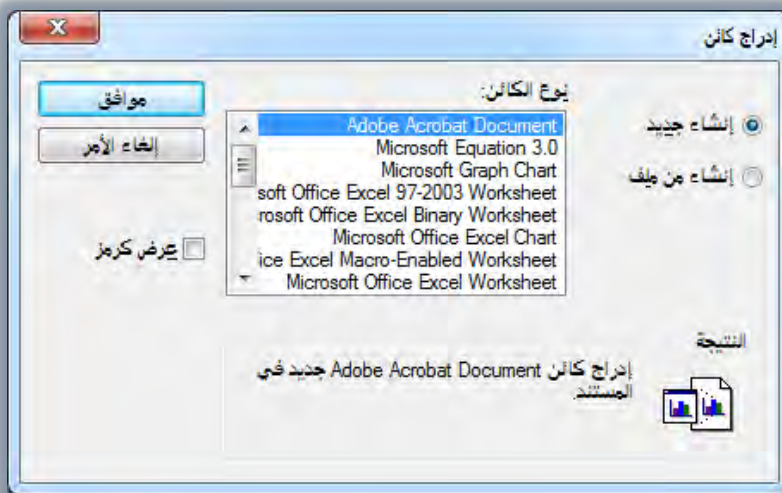 إدراج كائن
إنشاء جديد
إنشاء من ملف
نوع الكائن:
Adobe Acrobat Document
Microsoft Equation 3.0
Microsoft Graph Chart
soft Office Excel 97-2003 Worksheet
rosoft Office Excel Binary Worksheet
Microsoft Office Excel Chart
ice Excel Macro-Enabled Worksheet
Microsoft Office Excel Worksheet
موافق
إلغاء الأمر
عرض كرمز
النتيجة
إدراج كائن Adobe Acrobat Document جديد في
المستند.